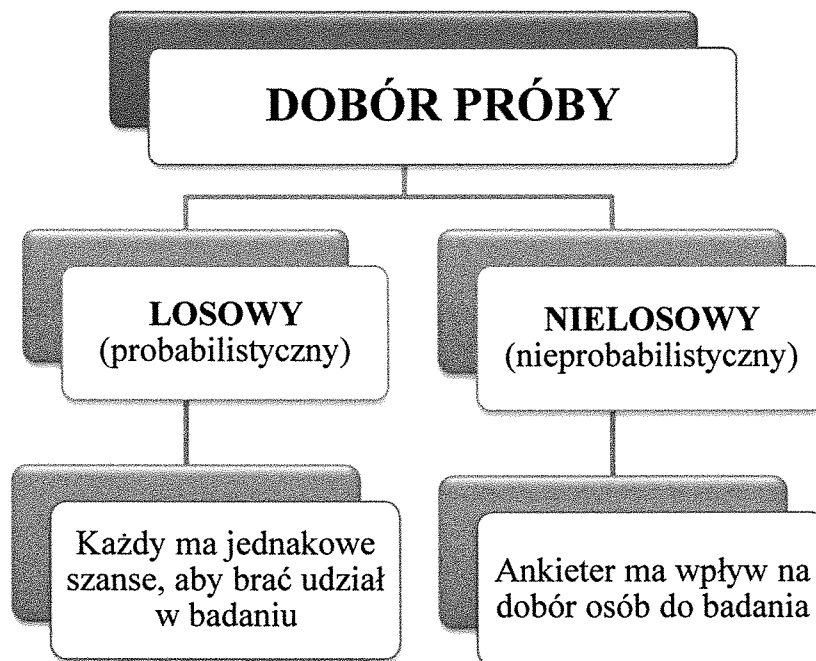 DOBÓR PRÓBY
LOSOWY
(probabilistyczny)
NIELOSOWY
(nieprobabilistyczny)
Każdy ma jednakowe
szanse, aby brać udział
w badaniu
Ankieter ma wpływ na
dobór osób do badania